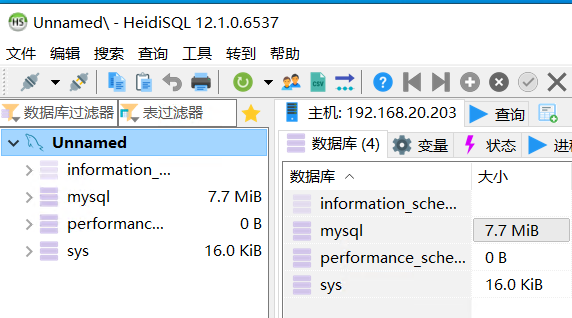 Unnamed\ - HeidiSQL 12.1.0.6537
文件 编辑 搜索 查询 工具 转到 帮助
数据库过滤器 表过滤器 主机: 192.168.20.203 查询
Unnamed 数据库 (4) 变量 状态 进
information_... 数据库 大小
mysql 7.7 MiB information_sche...
performanc... 0 B mysql 7.7 MiB
sys 16.0 KiB performance_sche... 0 B
sys 16.0 KiB